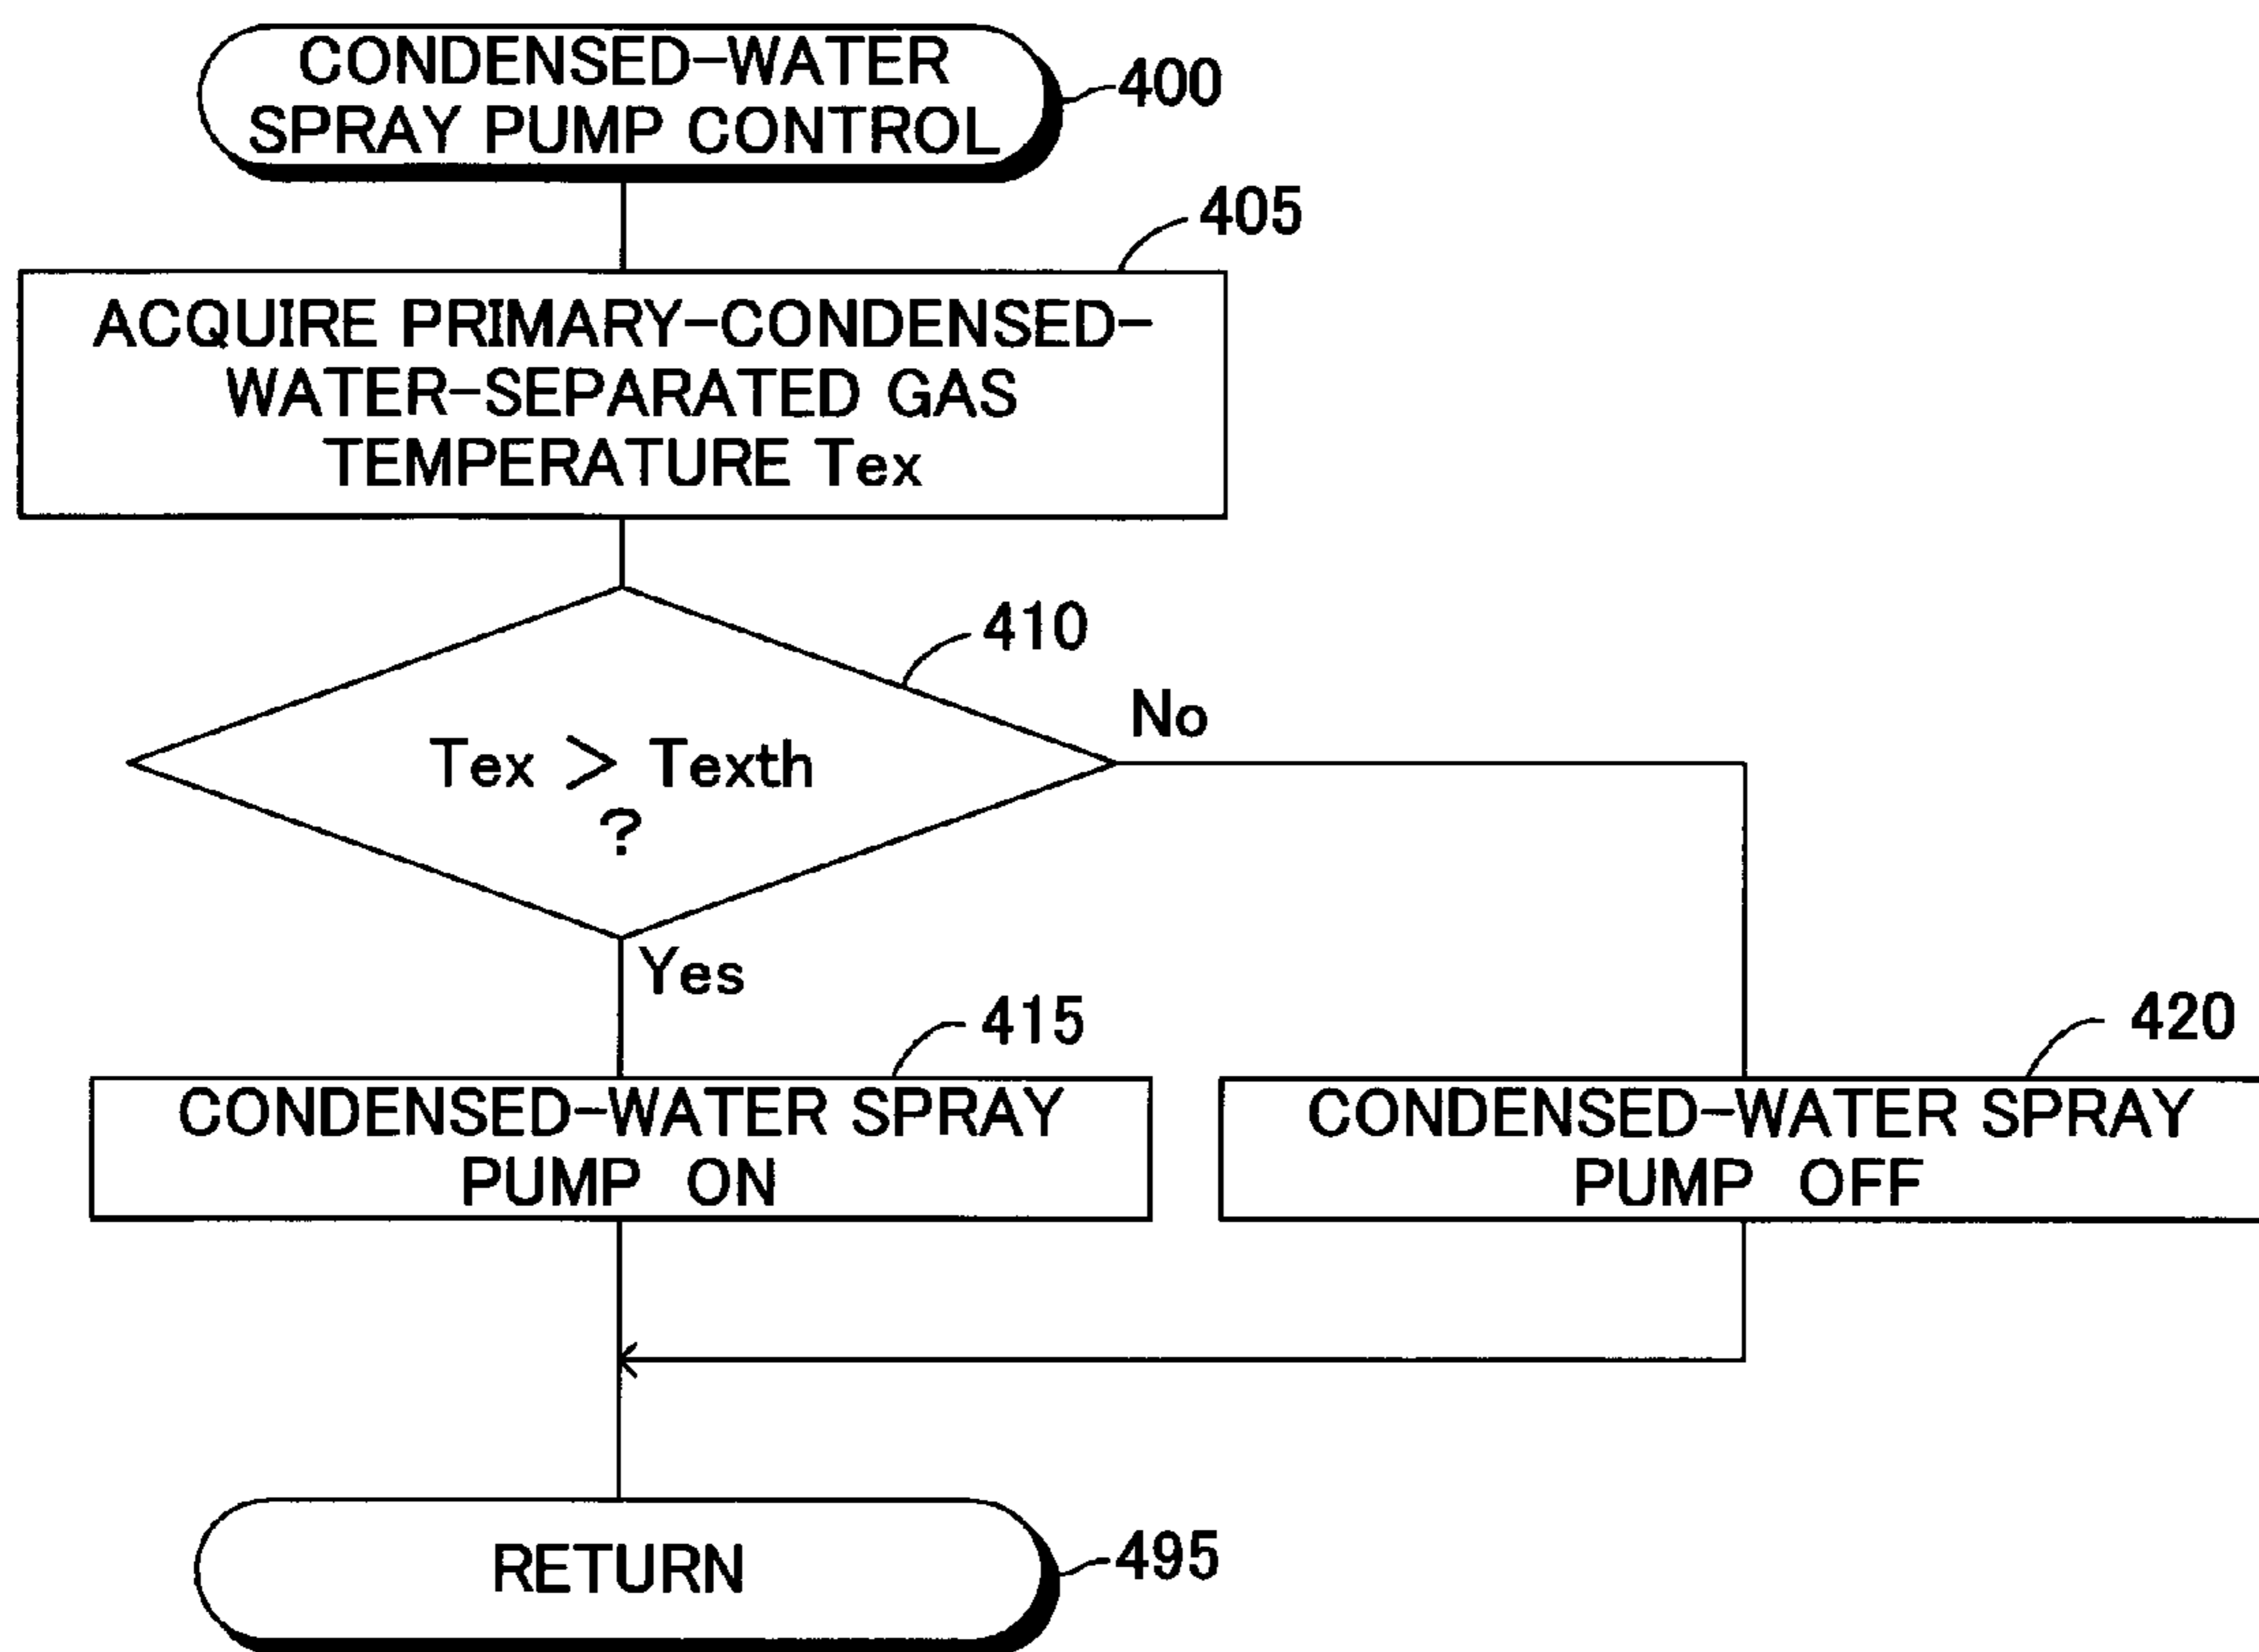 CONDENSED-WATER
SPRAY PUMP CONTROL
400
405
ACQUIRE PRIMARY-CONDENSED-
WATER-SEPARATED GAS
TEMPERATURE Tex
410
No
Tex > Texth
?
Yes
415
420
CONDENSED-WATER SPRAY
PUMP ON
CONDENSED-WATER SPRAY
PUMP OFF
RETURN
495